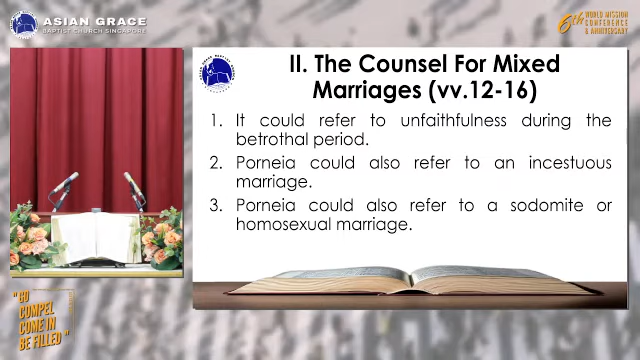 ASIAN GRACE
BAPTIST CHURCH SINGAPORE
6th WORLD MISSION
CONFERENCE
& ANNIVERSARY
II. The Counsel For Mixed
Marriages (vv.12-16)
1. It could refer to unfaithfulness during the
betrothal period.
2. Porneia could also refer to an incestuous
marriage.
3. Porneia could also refer to a sodomite or
homosexual marriage.
"GO
COMPEL
COME IN
BE FILLED"